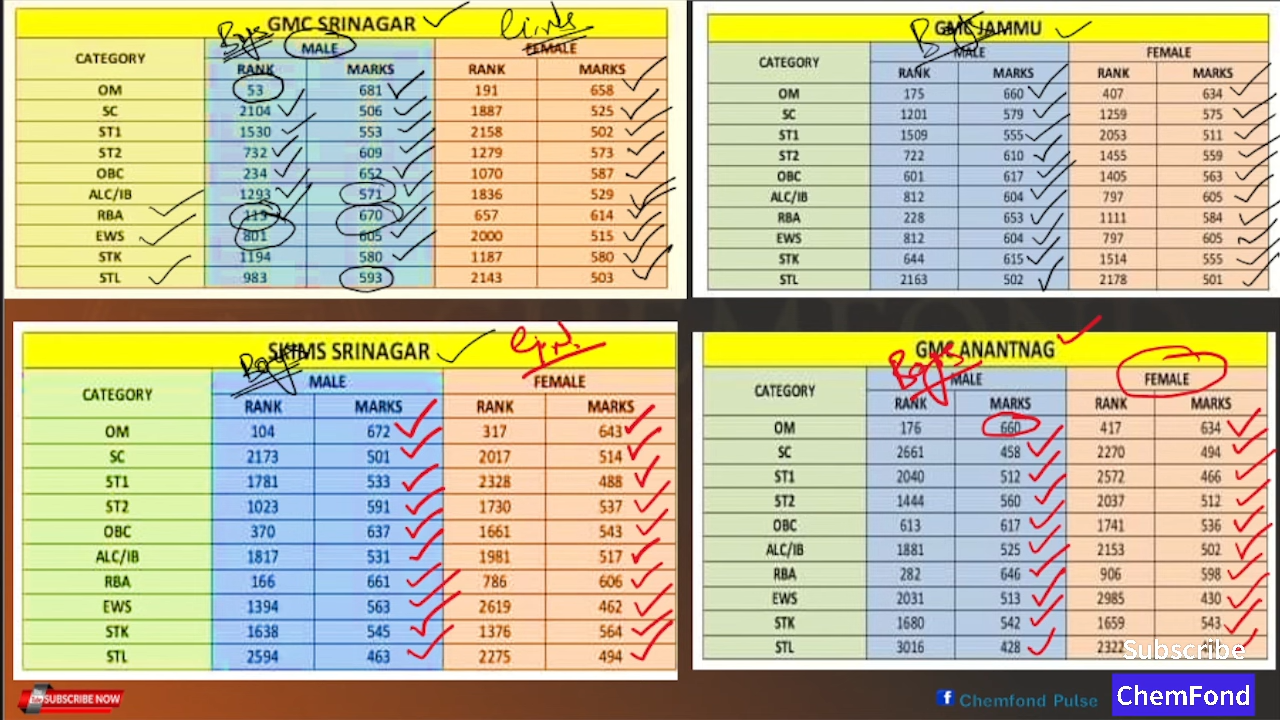 GMC SRINAGAR
Boys Girls
CATEGORY MALE FEMALE
RANK MARKS RANK MARKS
OM 53 681 191 658
SC 2104 506 1887 525
ST1 1530 553 2158 502
ST2 732 609 1279 573
OBC 234 652 1070 587
ALC/IB 1293 571 1836 529
RBA 670 657 614
EWS 801 605 2000 515
STK 1194 580 1187 580
STL 983 593 2143 503
GMC JAMMU
CATEGORY MALE FEMALE
RANK MARKS RANK MARKS
OM 175 660 407 634
SC 1201 579 1259 575
ST1 1509 555 2053 511
ST2 722 610 1455 559
OBC 601 617 1405 563
ALC/IB 812 604 797 605
RBA 228 653 1111 584
EWS 812 604 797 605
STK 644 615 1514 555
STL 2163 502 2178 501
SKIMS SRINAGAR
Boys Girl
CATEGORY MALE FEMALE
RANK MARKS RANK MARKS
OM 104 672 317 643
SC 2173 501 2017 514
ST1 1781 533 2328 488
ST2 1023 591 1730 537
OBC 370 637 1661 543
ALC/IB 1817 531 1981 517
RBA 166 661 786 606
EWS 1394 563 2619 462
STK 1638 545 1376 564
STL 2594 463 2275 494
GMC ANANTNAG
Boys
CATEGORY MALE FEMALE
RANK MARKS RANK MARKS
OM 176 660 417 634
SC 2661 458 2270 494
ST1 2040 512 2572 466
ST2 1444 560 2037 512
OBC 613 617 1741 536
ALC/IB 1881 525 2153 502
RBA 282 646 906 598
EWS 2031 513 2985 430
STK 1680 542 1659 543
STL 3016 428
Subscribe
ChemFond
SUBSCRIBE NOW
f Chemfond Pulse